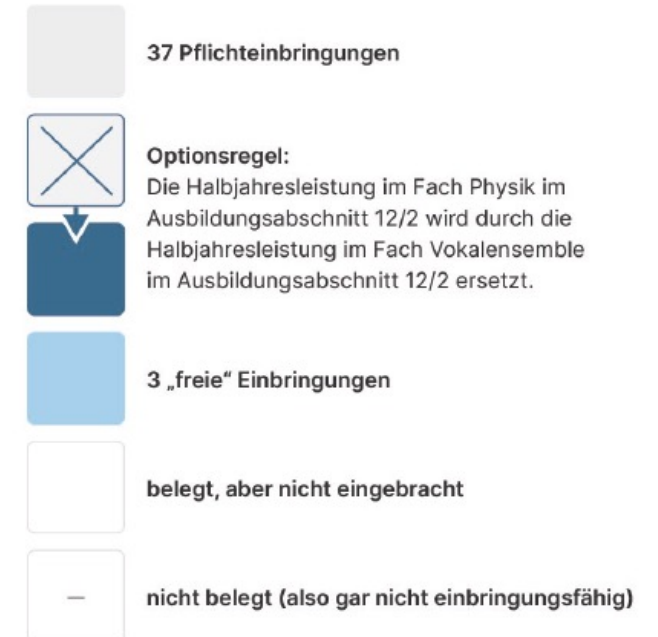 37 Pflichteinbringungen
Optionsregel:
Die Halbjahresleistung im Fach Physik im
Ausbildungsabschnitt 12/2 wird durch die
Halbjahresleistung im Fach Vokalensemble
im Ausbildungsabschnitt 12/2 ersetzt.
3 „freie“ Einbringungen
belegt, aber nicht eingebracht
– nicht belegt (also gar nicht einbringungsfähig)